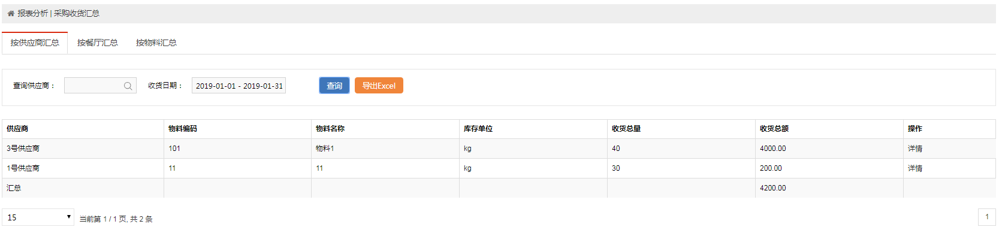 报表分析 | 采购收货汇总
按供应商汇总 按餐厅汇总 按物料汇总
查询供应商： 收货日期： 2019-01-01 - 2019-01-31 查询 导出Excel
供应商 物料编码 物料名称 库存单位 收货总量 收货总额 操作
3号供应商 101 物料1 kg 40 4000.00 详情
1号供应商 11 11 kg 30 200.00 详情
汇总 4200.00
15 当前第 1 / 1 页, 共 2 条 1